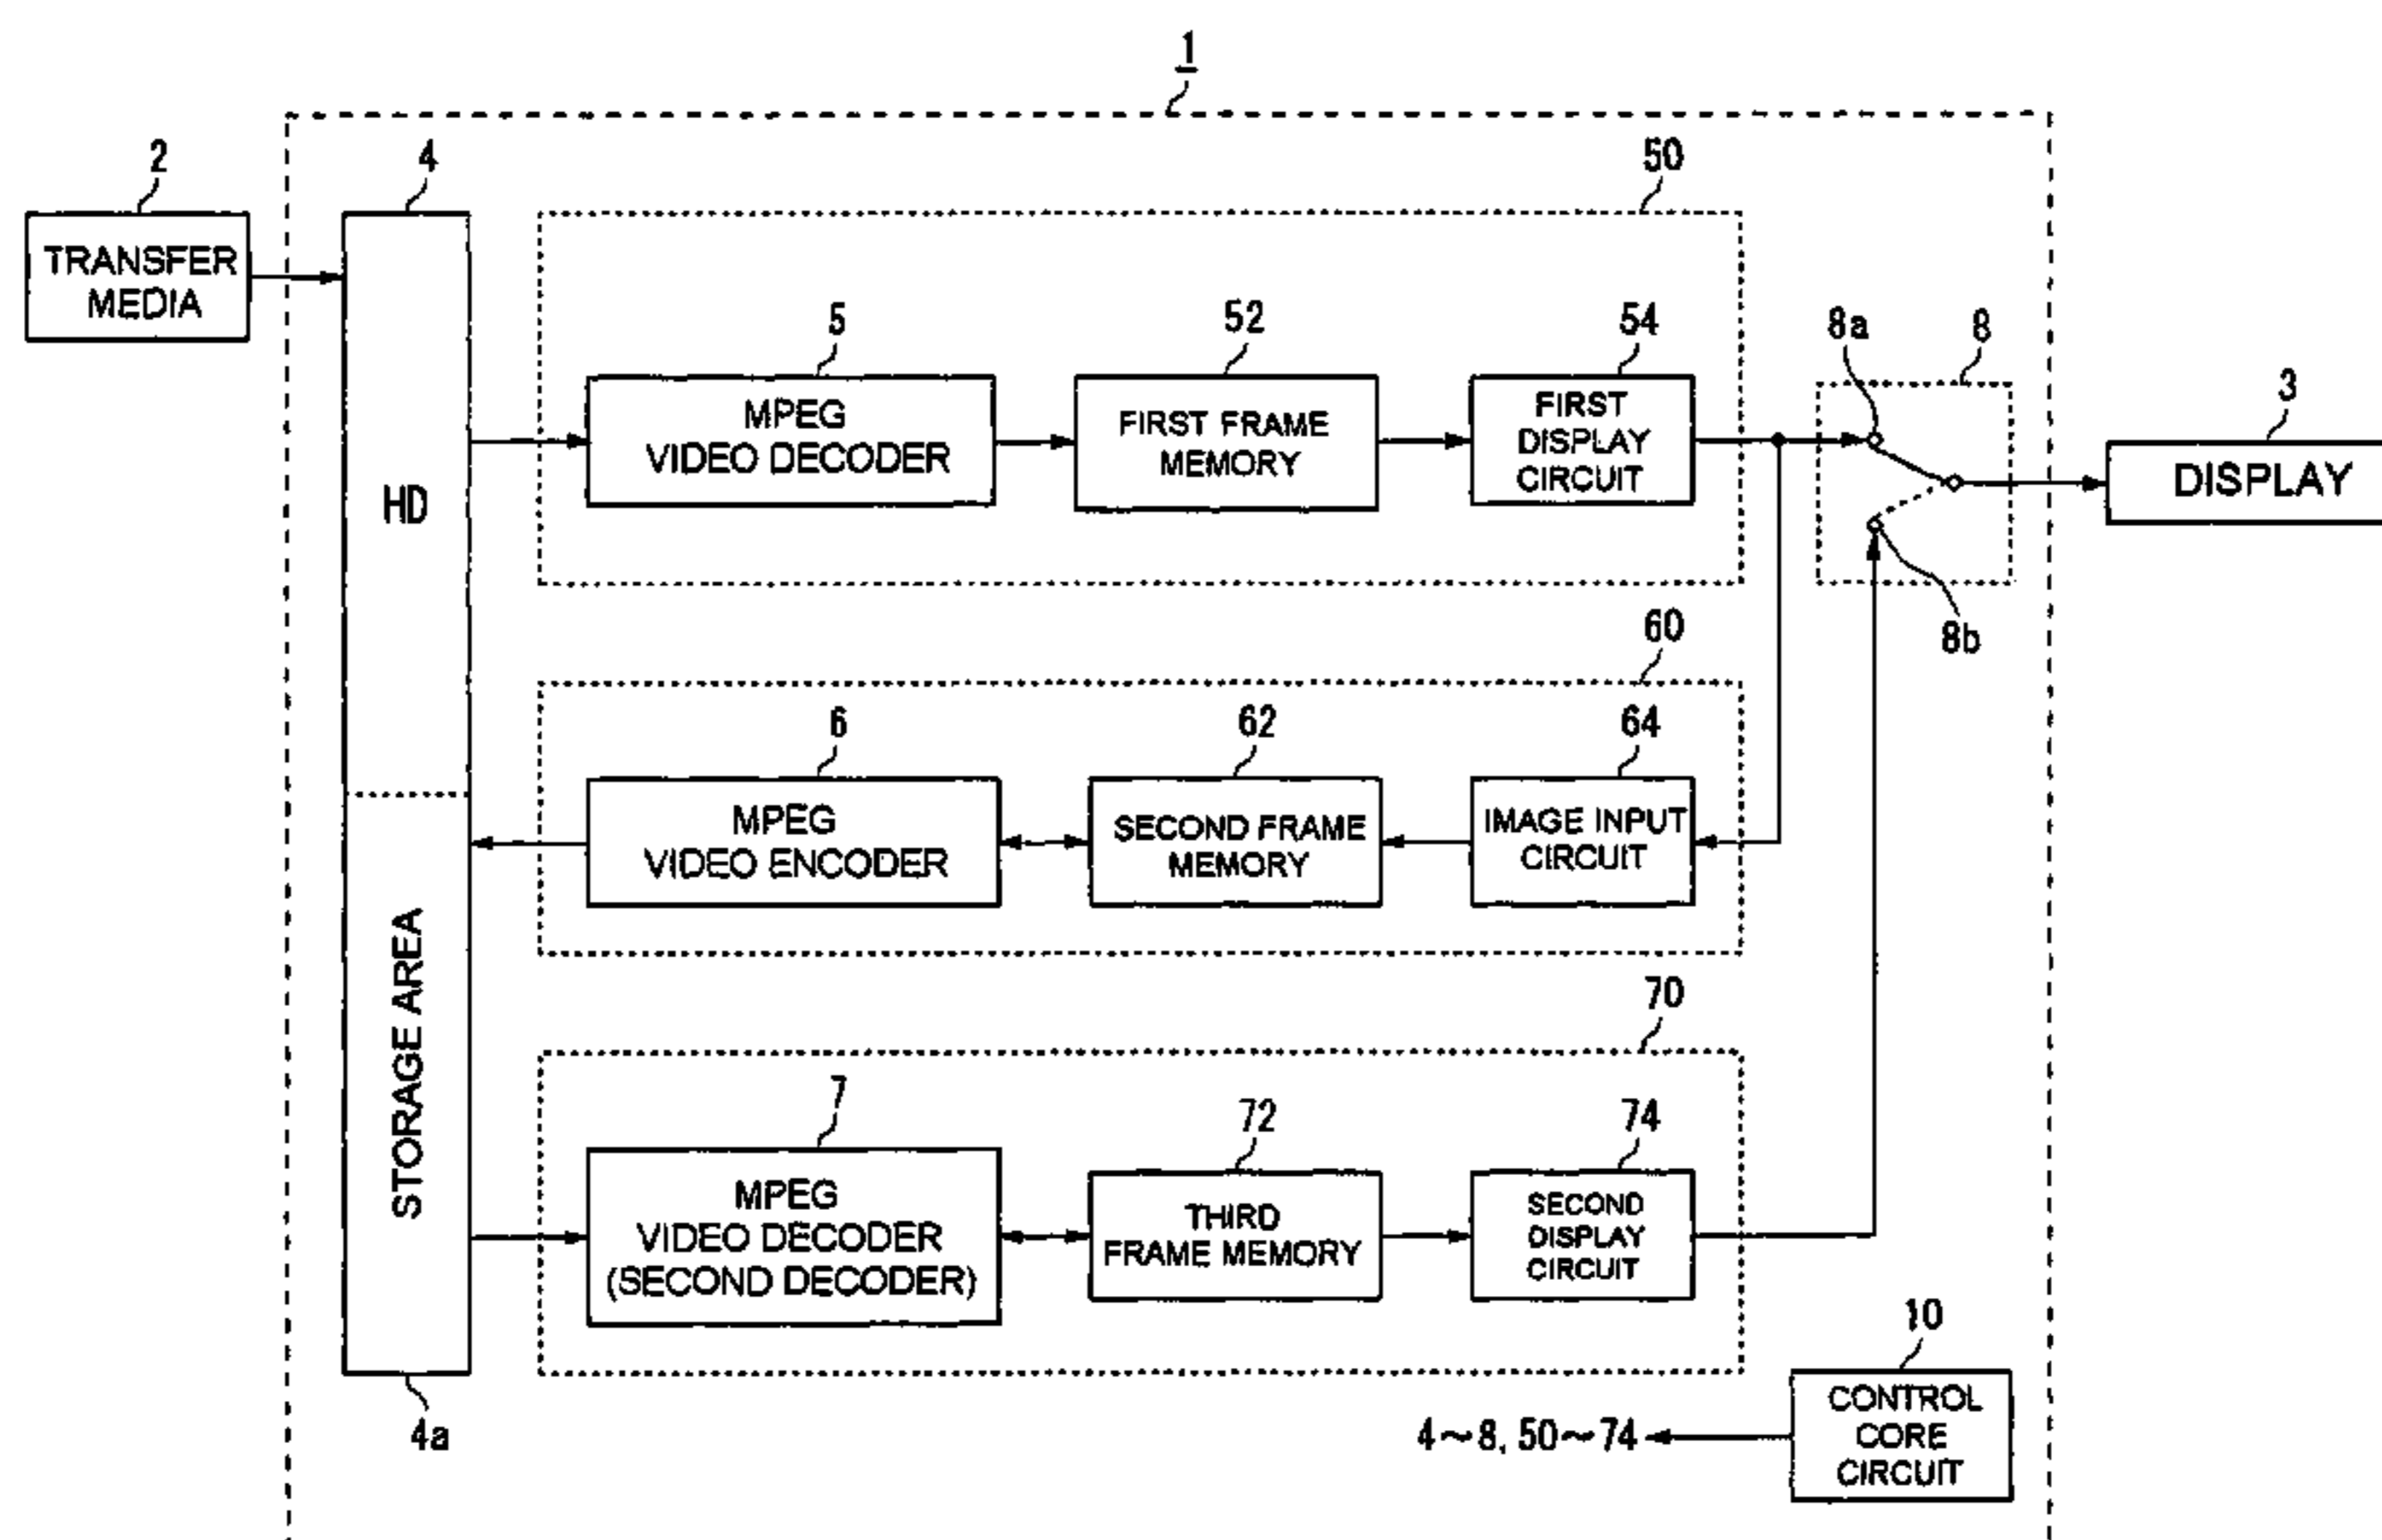 1
2
TRANSFER
MEDIA
4
HD
STORAGE AREA
4a
50
5
MPEG
VIDEO DECODER
52
FIRST FRAME
MEMORY
54
FIRST
DISPLAY
CIRCUIT
8a
8
8b
3
DISPLAY
60
6
MPEG
VIDEO ENCODER
62
SECOND FRAME
MEMORY
64
IMAGE INPUT
CIRCUIT
70
7
MPEG
VIDEO DECODER
(SECOND DECODER)
72
THIRD
FRAME MEMORY
74
SECOND
DISPLAY
CIRCUIT
10
CONTROL
CORE
CIRCUIT
4~8, 50~74